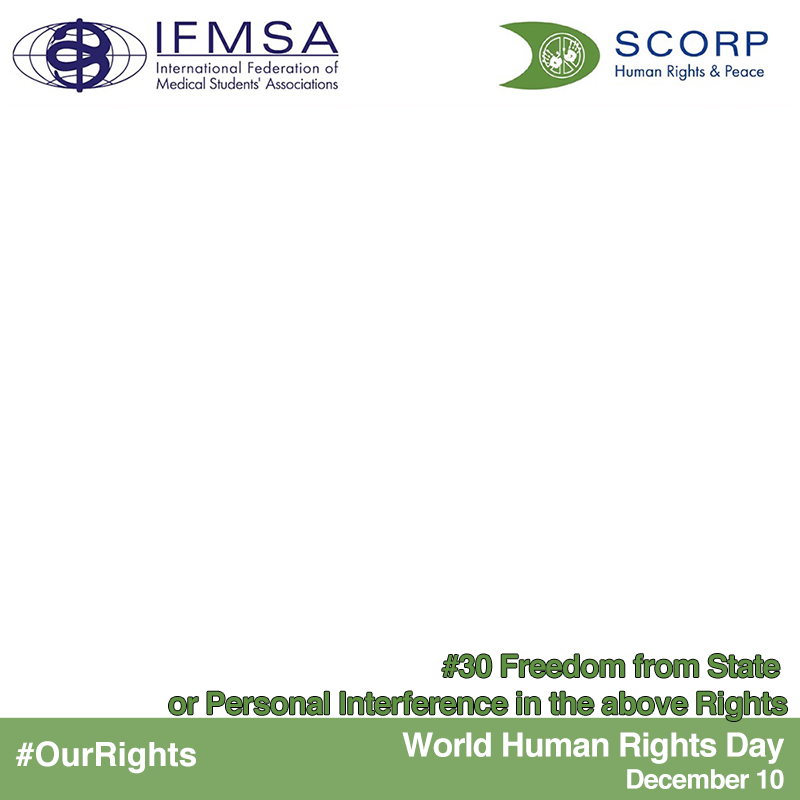 IFMSA
International Federation of
Medical Students' Associations
SCORP
Human Rights & Peace
#30 Freedom from State
or Personal Interference in the above Rights
#OurRights
World Human Rights Day
December 10